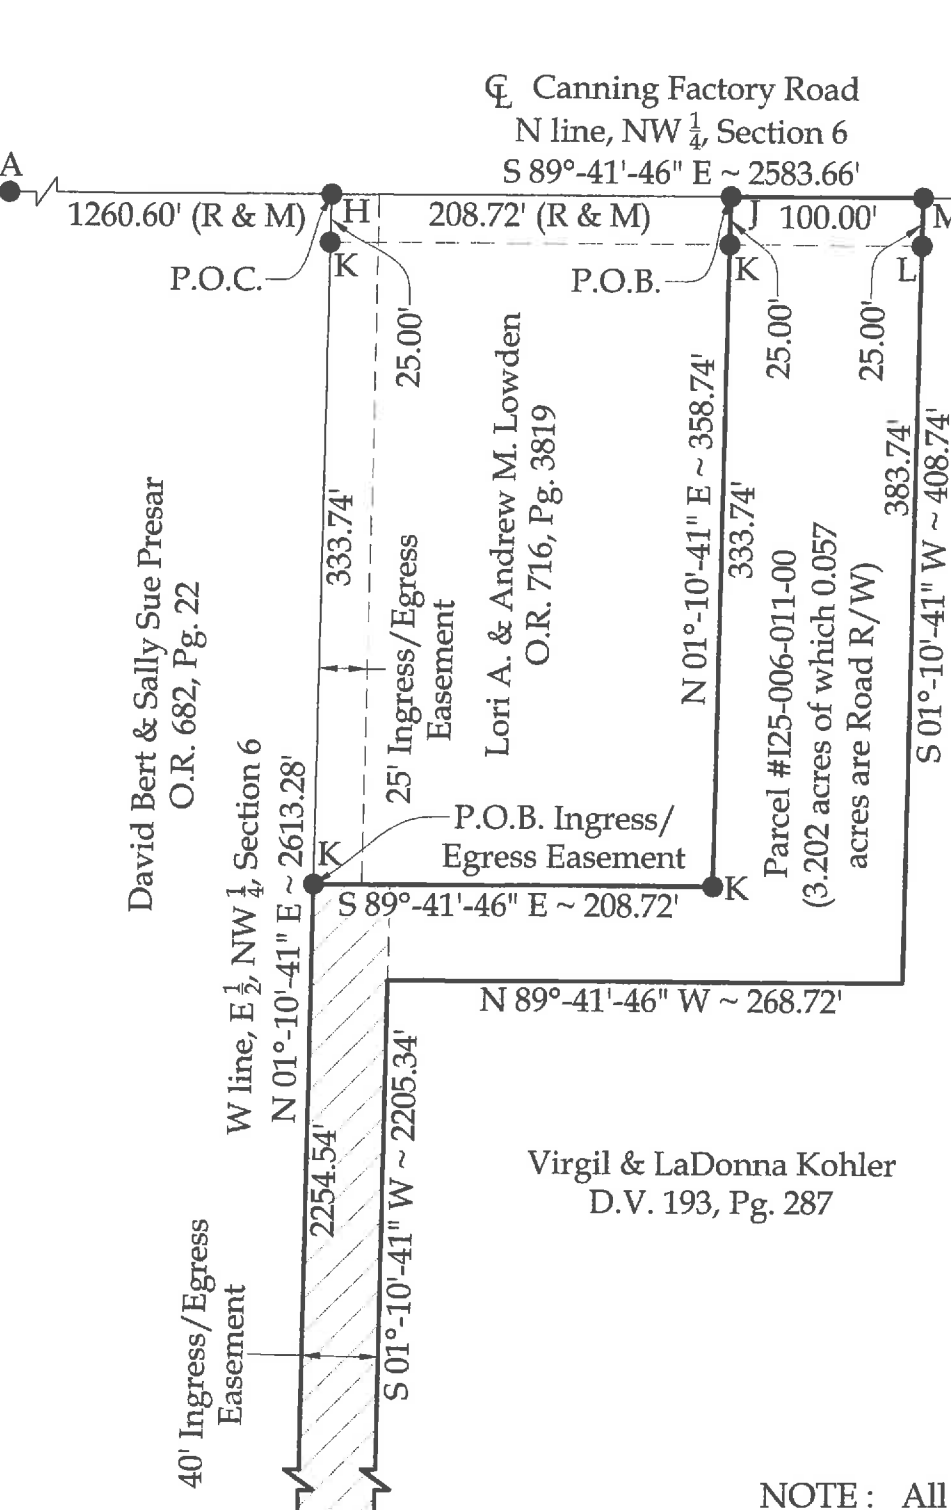 ℄ Canning Factory Road
N line, NW 1/4, Section 6
S 89°-41'-46" E ~ 2583.66'
A
1260.60' (R & M)
H
208.72' (R & M)
J
100.00'
M
P.O.C.
K
P.O.B.
K
L
25.00'
25.00'
25.00'
David Bert & Sally Sue Presar
O.R. 682, Pg. 22
333.74'
25' Ingress/Egress
Easement
Lori A. & Andrew M. Lowden
O.R. 716, Pg. 3819
N 01°-10'-41" E ~ 358.74'
333.74'
Parcel #I25-006-011-00
(3.202 acres of which 0.057
acres are Road R/W)
383.74'
S 01°-10'-41" W ~ 408.74'
W line, E 1/2, NW 1/4, Section 6
N 01°-10'-41" E ~ 2613.28'
K
P.O.B. Ingress/
Egress Easement
K
S 89°-41'-46" E ~ 208.72'
N 89°-41'-46" W ~ 268.72'
2254.54'
S 01°-10'-41" W ~ 2205.34'
Virgil & LaDonna Kohler
D.V. 193, Pg. 287
40' Ingress/Egress
Easement
NOTE : All